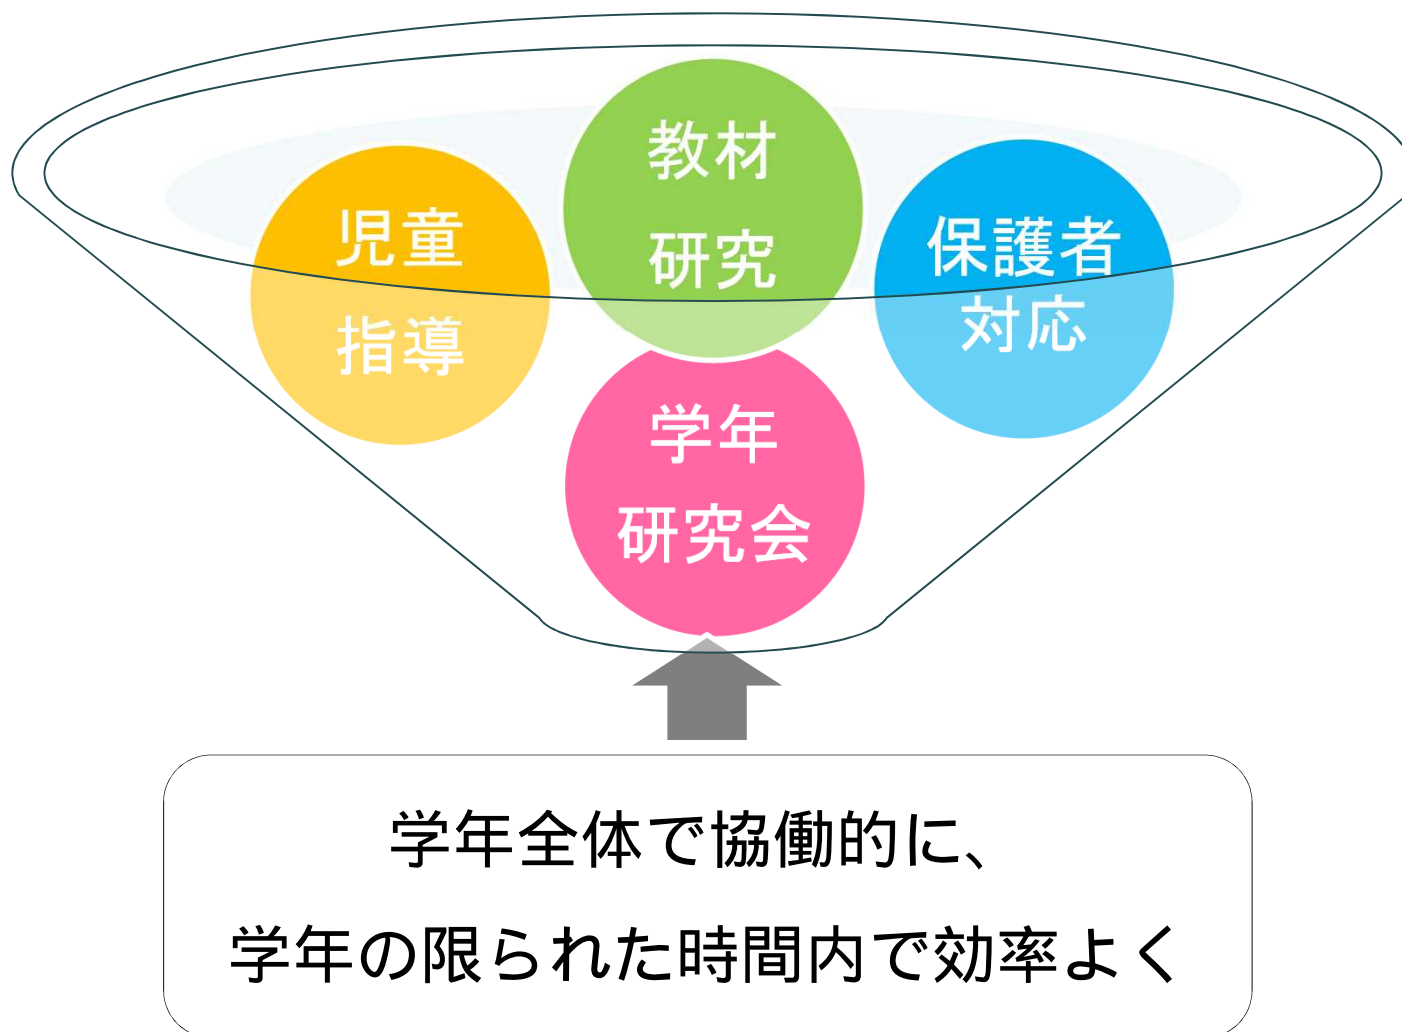 教材
研究
児童
指導
保護者
対応
学年
研究会
学年全体で協働的に、
学年の限られた時間内で効率よく